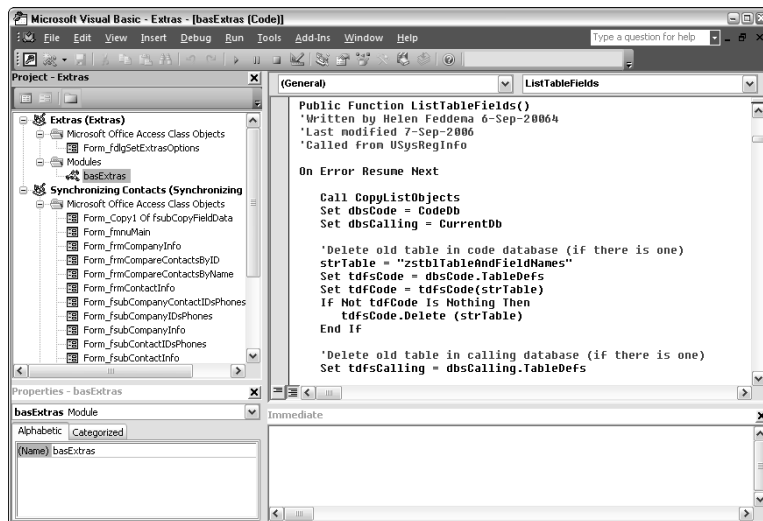 Microsoft Visual Basic - Extras - [basExtras (Code)]
File Edit View Insert Debug Run Tools Add-Ins Window Help
Type a question for help
Project - Extras
Extras (Extras)
Microsoft Office Access Class Objects
Form_fdlgSetExtrasOptions
Modules
basExtras
Synchronizing Contacts (Synchronizing
Microsoft Office Access Class Objects
Form_Copy1 Of fsubCopyFieldData
Form_fmnuMain
Form_frmCompanyInfo
Form_frmCompareContactsByID
Form_frmCompareContactsByName
Form_frmContactInfo
Form_fsubCompanyContactIDsPhones
Form_fsubCompanyIDsPhones
Form_fsubCompanyInfo
Form_fsubContactIDsPhones
Form_fsubContactInfo
Properties - basExtras
basExtras Module
Alphabetic Categorized
(Name) basExtras
(General) ListTableFields
Public Function ListTableFields()
'Written by Helen Feddema 6-Sep-20064
'Last modified 7-Sep-2006
'Called from USysRegInfo
On Error Resume Next
Call CopyListObjects
Set dbsCode = CodeDb
Set dbsCalling = CurrentDb
'Delete old table in code database (if there is one)
strTable = "zstblTableAndFieldNames"
Set tdfsCode = dbsCode.TableDefs
Set tdfCode = tdfsCode(strTable)
If Not tdfCode Is Nothing Then
tdfsCode.Delete (strTable)
End If
'Delete old table in calling database (if there is one)
Set tdfsCalling = dbsCalling.TableDefs
Immediate